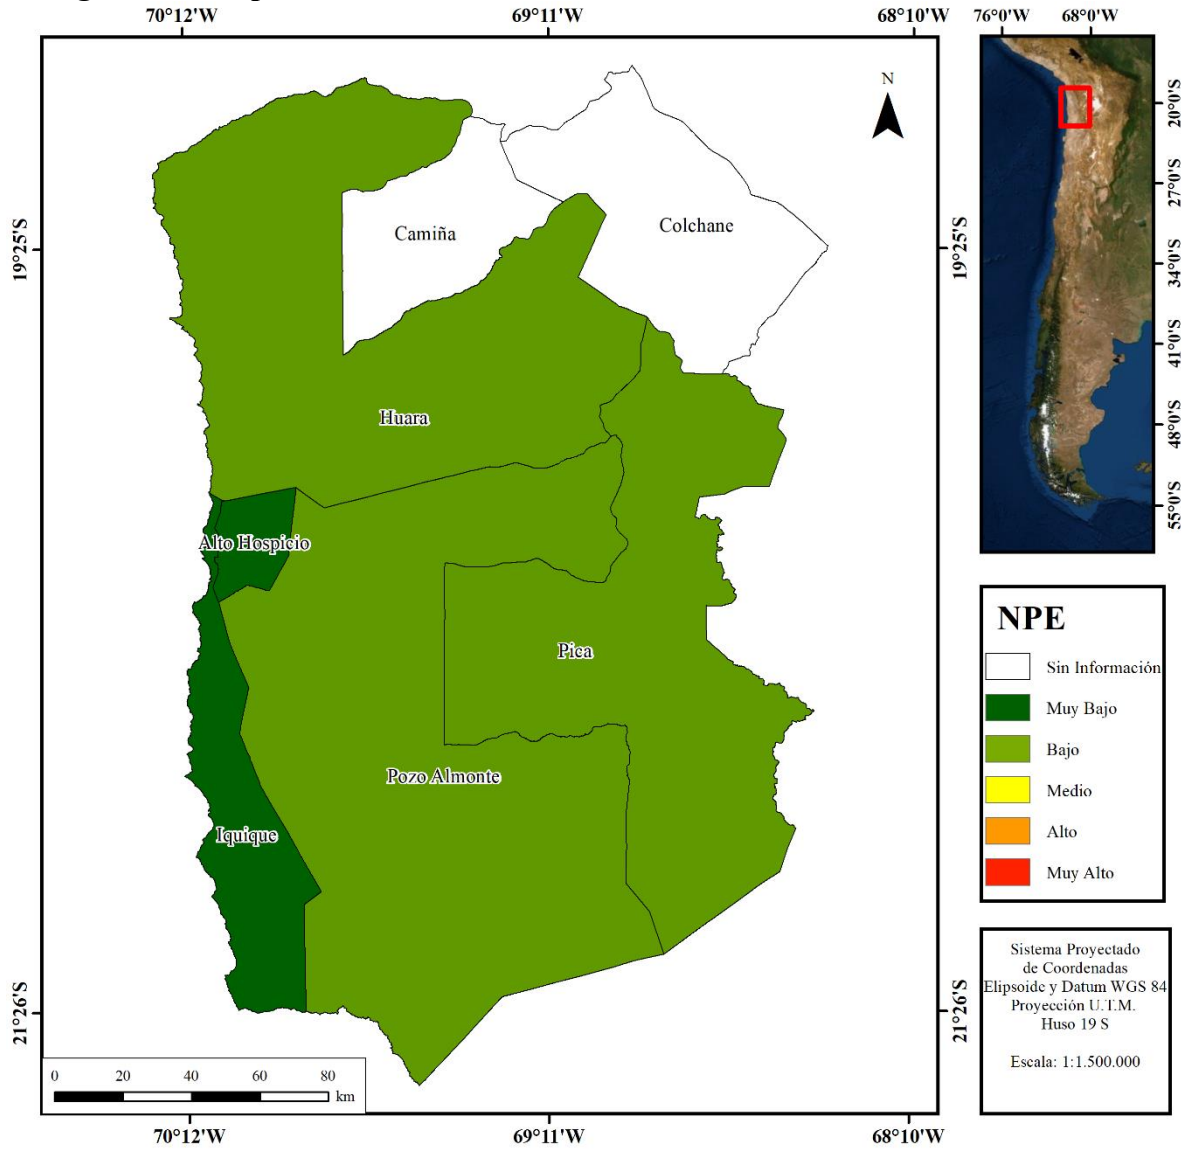 70°12'W 69°11'W 68°10'W
76°0'W 68°0'W
N
19°25'S
19°25'S
20°0'S
27°0'S
34°0'S
41°0'S
48°0'S
55°0'S
Camiña
Colchane
Huara
Alto Hospicio
Pica
Pozo Almonte
Iquique
21°26'S
21°26'S
0 20 40 60 80
km
70°12'W 69°11'W 68°10'W
NPE
Sin Información
Muy Bajo
Bajo
Medio
Alto
Muy Alto
Sistema Proyectado
de Coordenadas
Elipsoide y Datum WGS 84
Proyección U.T.M.
Huso 19 S
Escala: 1:1.500.000